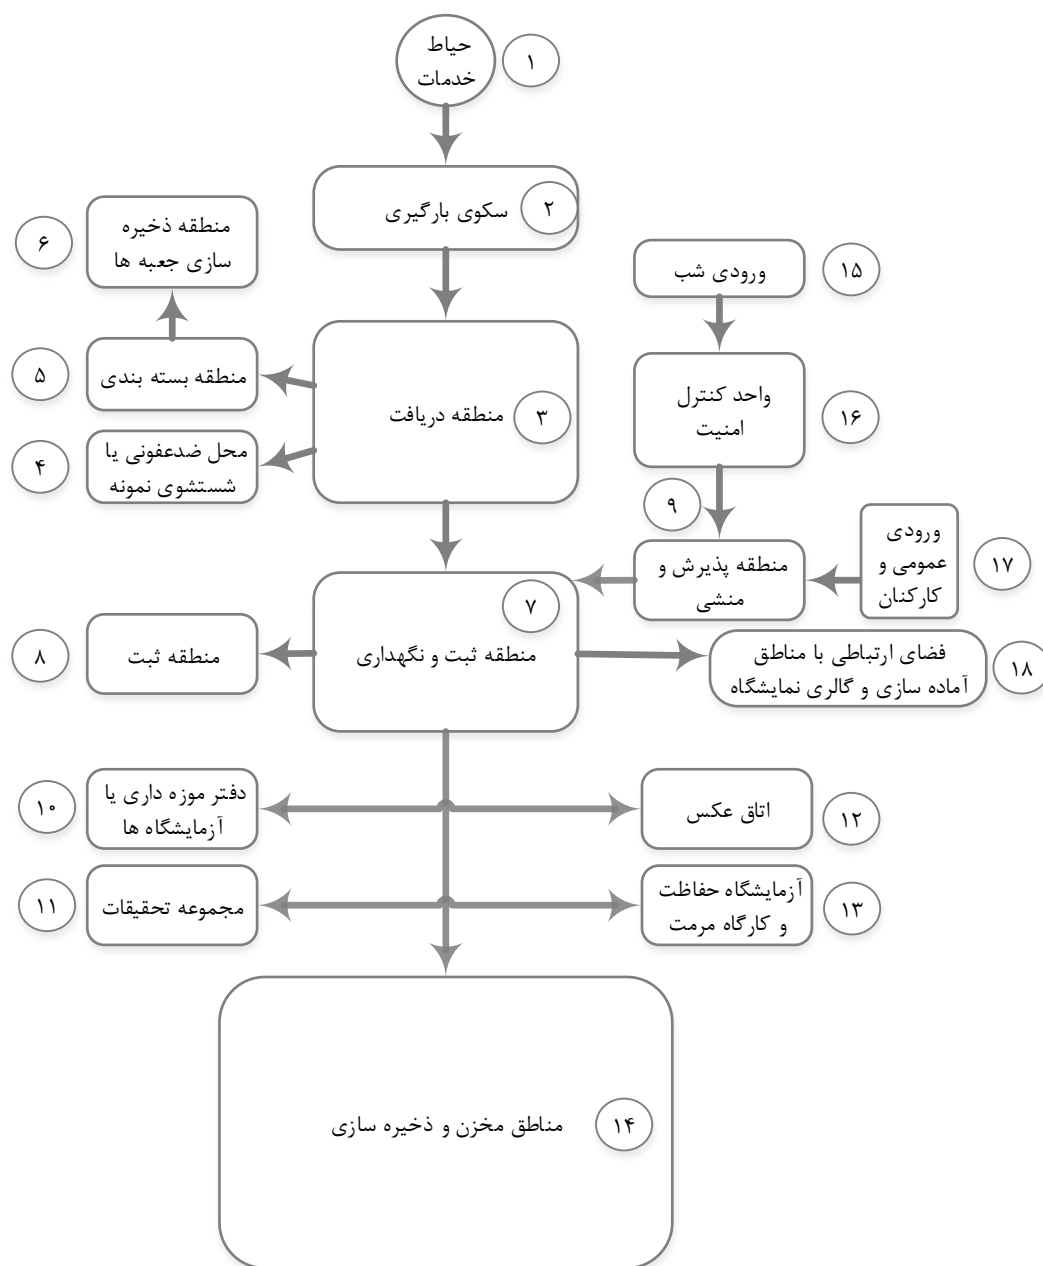 حیاط
خدمات
۱
سکوی بارگیری
۲
منطقه ذخیره
سازی جعبه ها
۶
ورودی شب
۱۵
منطقه بسته بندی
۵
منطقه دریافت
۳
واحد کنترل
امنیت
۱۶
محل ضدعفونی یا
شستشوی نمونه
۴
۹
منطقه پذیرش و
منشی
ورودی
عمومی و
کارکنان
۱۷
۷
منطقه ثبت و نگهداری
منطقه ثبت
۸
فضای ارتباطی با مناطق
آماده سازی و گالری نمایشگاه
۱۸
دفتر موزه داری یا
آزمایشگاه ها
۱۰
اتاق عکس
۱۲
مجموعه تحقیقات
۱۱
آزمایشگاه حفاظت
و کارگاه مرمت
۱۳
مناطق مخزن و ذخیره سازی
۱۴